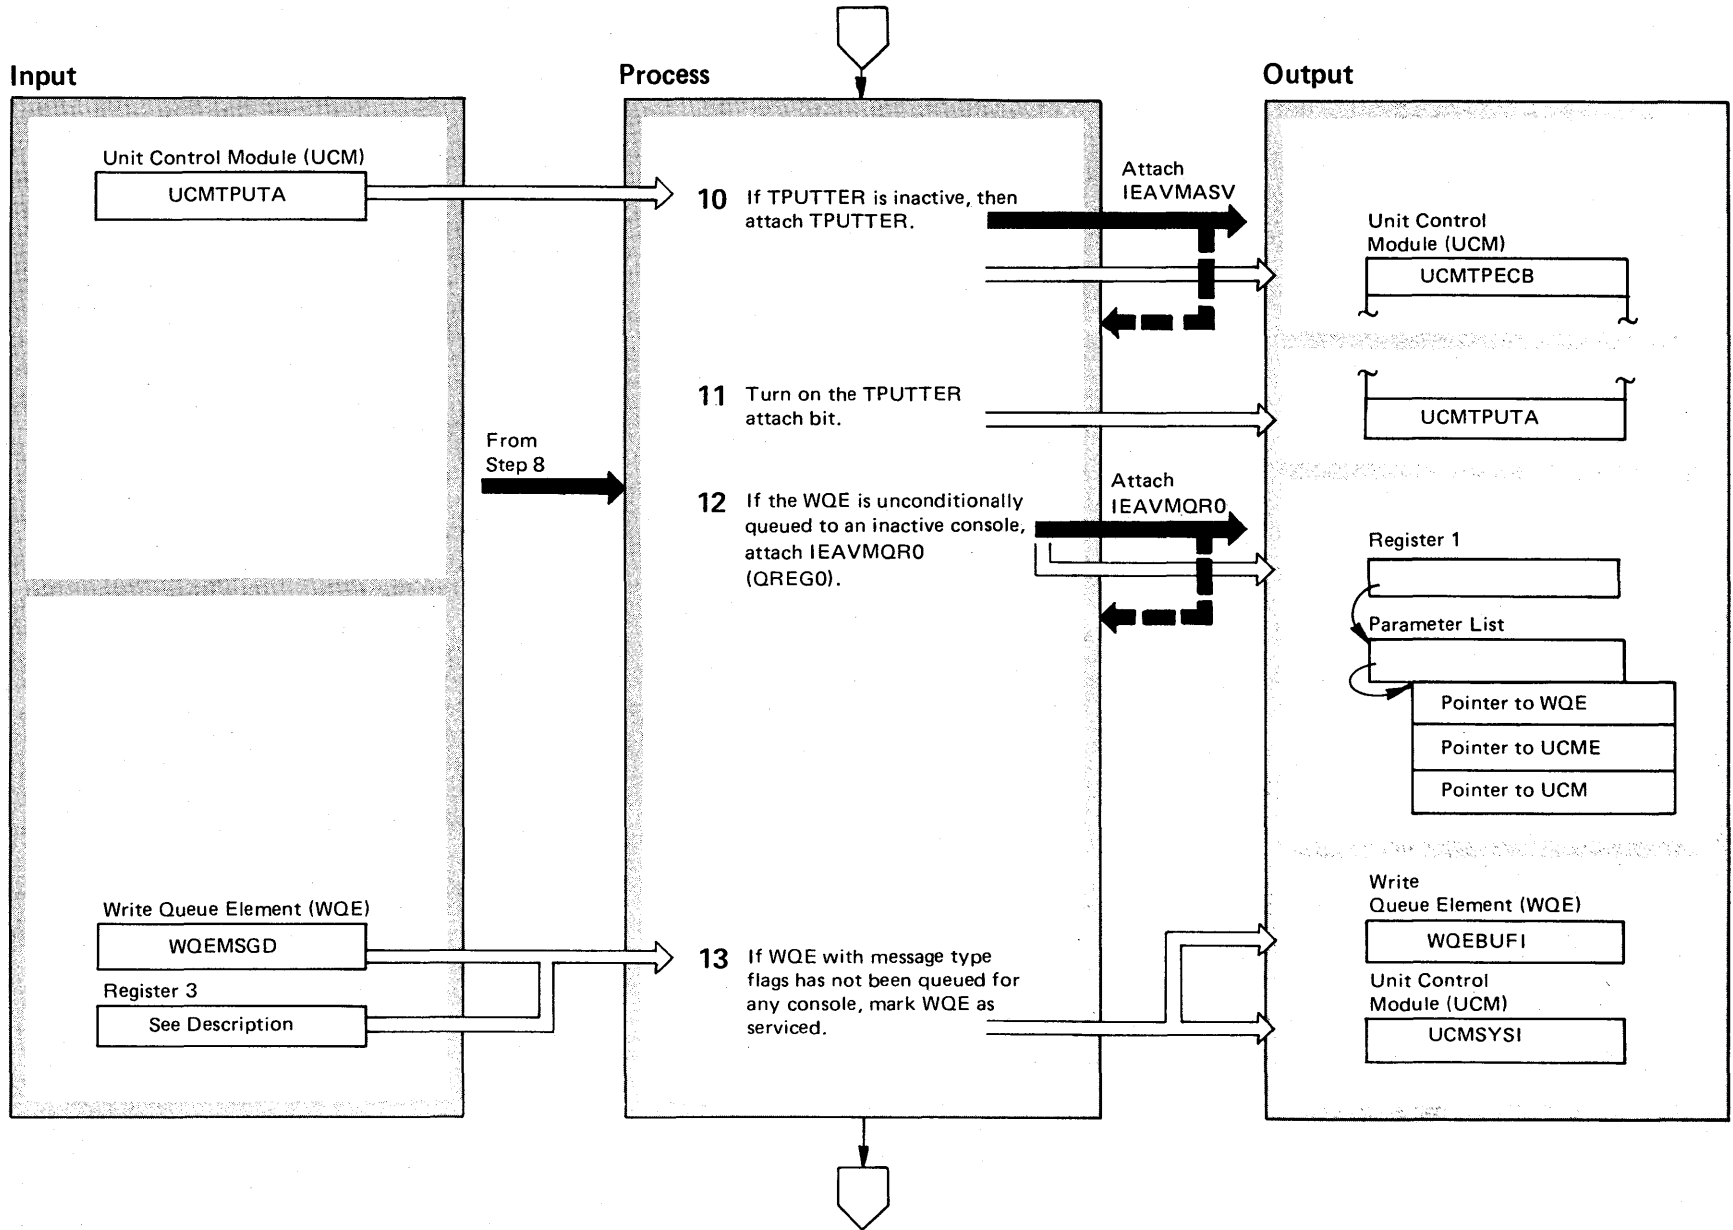 Input
Unit Control Module (UCM)
UCMTPUTA
From
Step 8
Write Queue Element (WQE)
WQEMSGD
Register 3
See Description
Process
10 If TPUTTER is inactive, then
attach TPUTTER.
11 Turn on the TPUTTER
attach bit.
12 If the WQE is unconditionally
queued to an inactive console,
attach IEAVMQR0
(QREG0).
13 If WQE with message type
flags has not been queued for
any console, mark WQE as
serviced.
Attach
IEAVMASV
Attach
IEAVMQR0
Output
Unit Control
Module (UCM)
UCMTPECB
UCMTPUTA
Register 1
Parameter List
Pointer to WQE
Pointer to UCME
Pointer to UCM
Write
Queue Element (WQE)
WQEBUFI
Unit Control
Module (UCM)
UCMSYSI